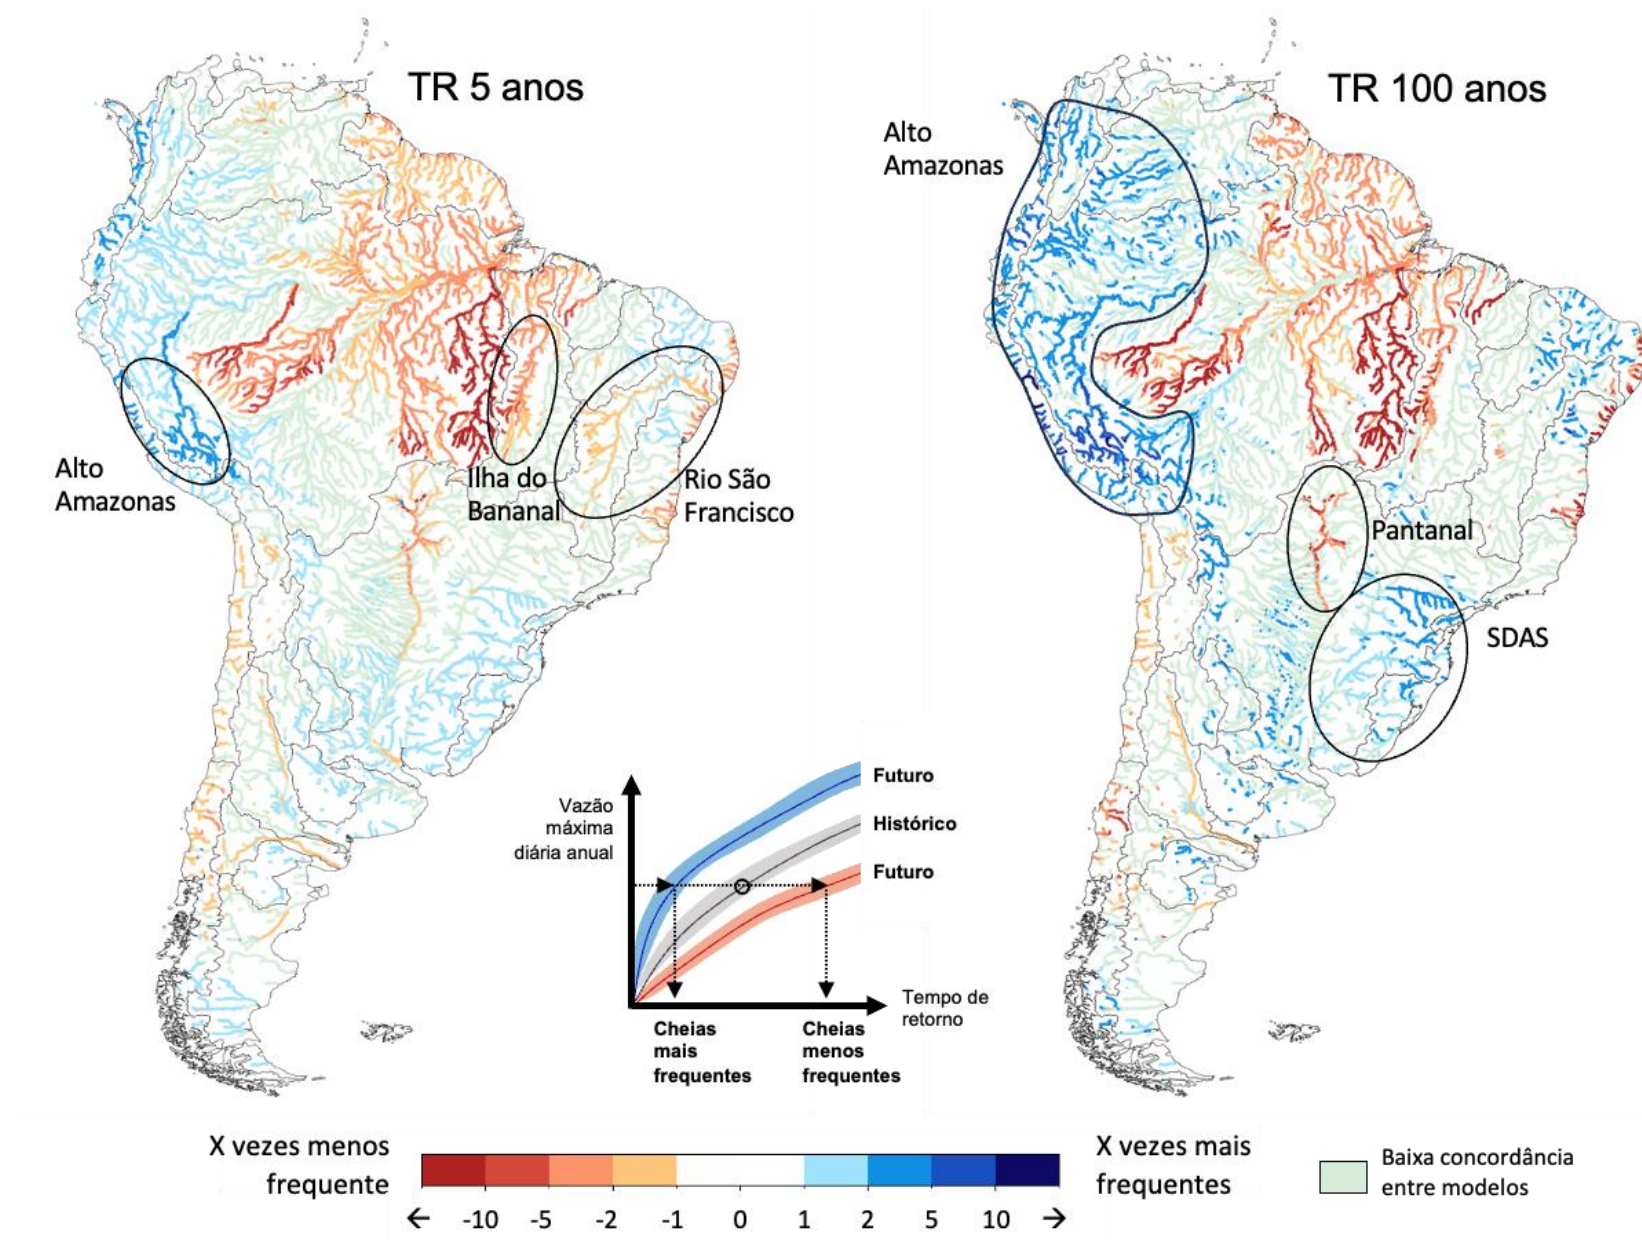 TR 5 anos
Alto
Amazonas
Ilha do
Bananal
Rio São
Francisco
TR 100 anos
Alto
Amazonas
Pantanal
SDAS
Vazão
máxima
diária anual
Futuro
Histórico
Futuro
Tempo de
retorno
Cheias
mais
frequentes
Cheias
menos
frequentes
X vezes menos
frequente
← -10 -5 -2 -1 0 1 2 5 10 →
X vezes mais
frequentes
Baixa concordância
entre modelos